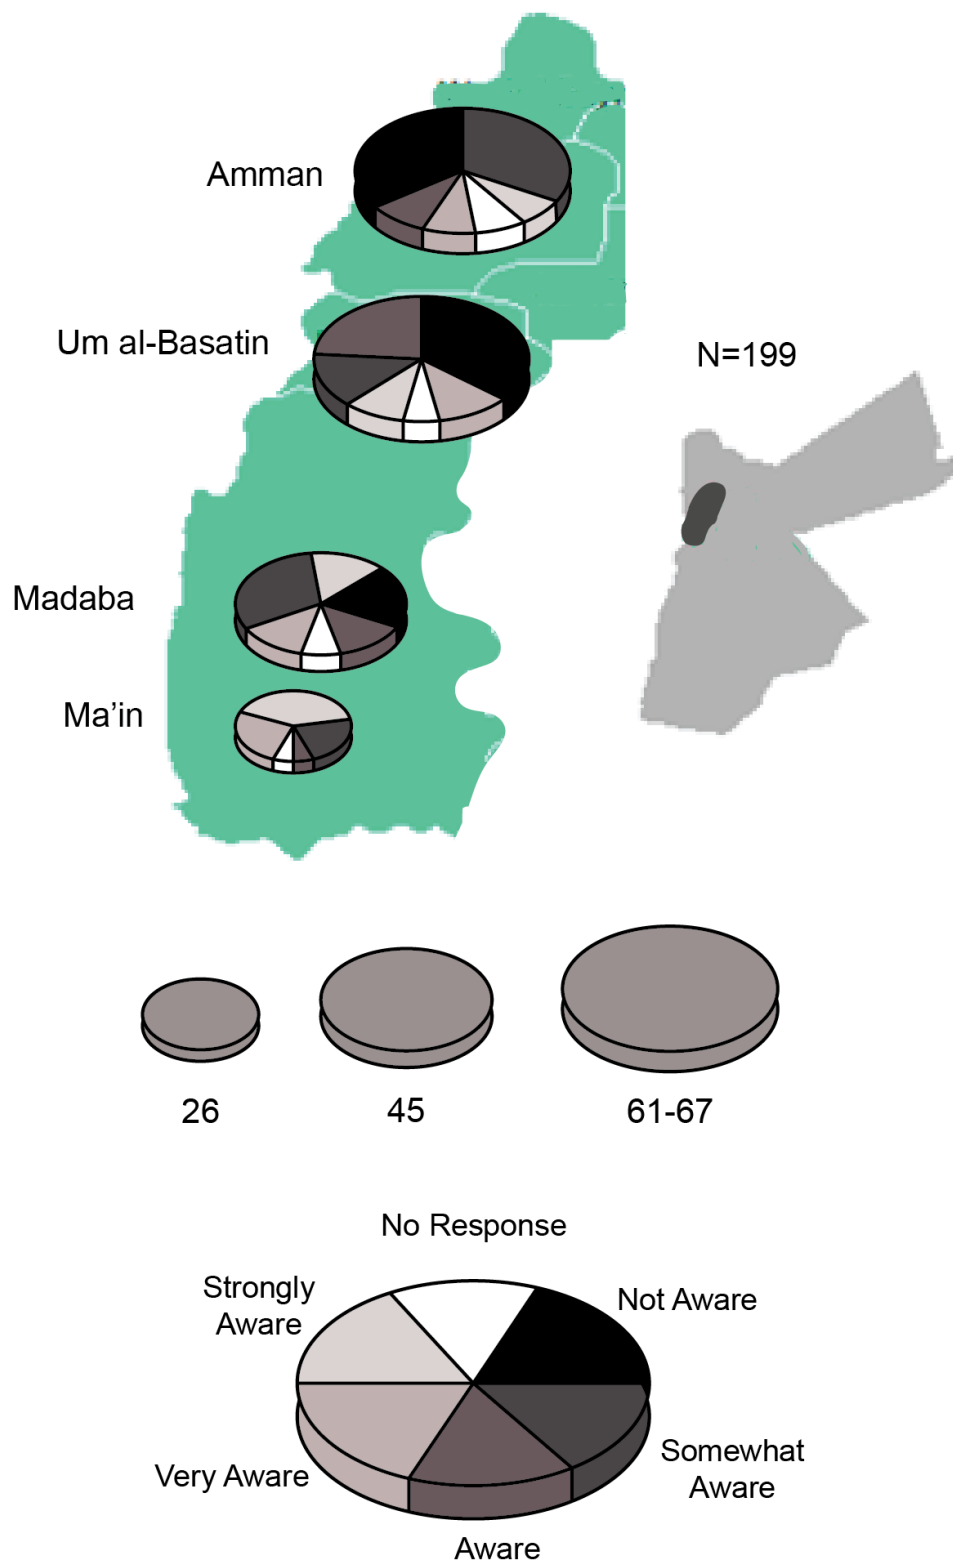 Amman
Um al-Basatin
N=199
Madaba
Ma’in
26
45
61-67
No Response
Strongly
Aware
Not Aware
Very Aware
Somewhat
Aware
Aware